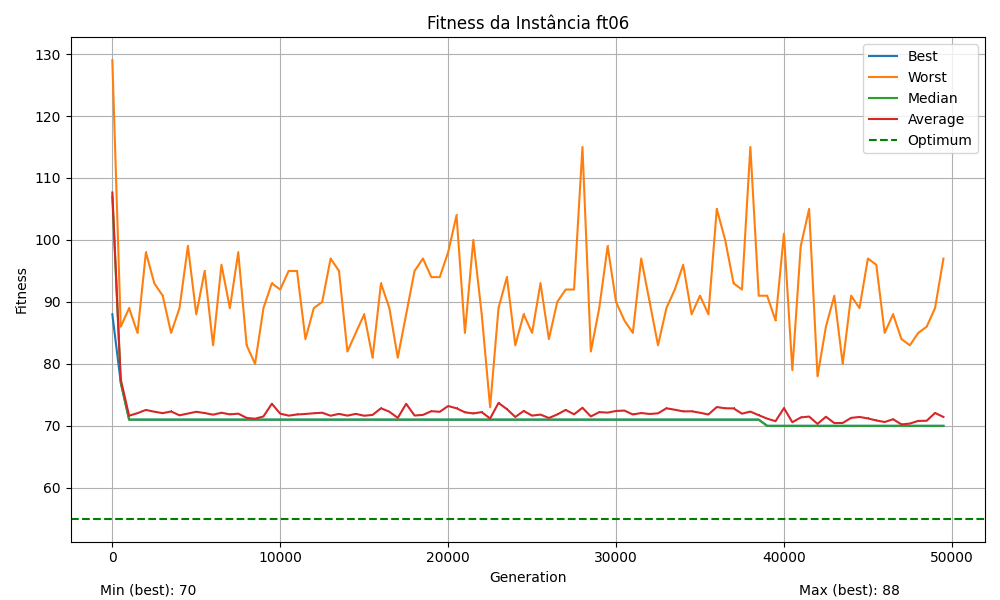 Fitness da Instância ft06
Best
Worst
Median
Average
Optimum
Fitness
130
120
110
100
90
80
70
60
0
10000
20000
30000
40000
50000
Generation
Min (best): 70
Max (best): 88